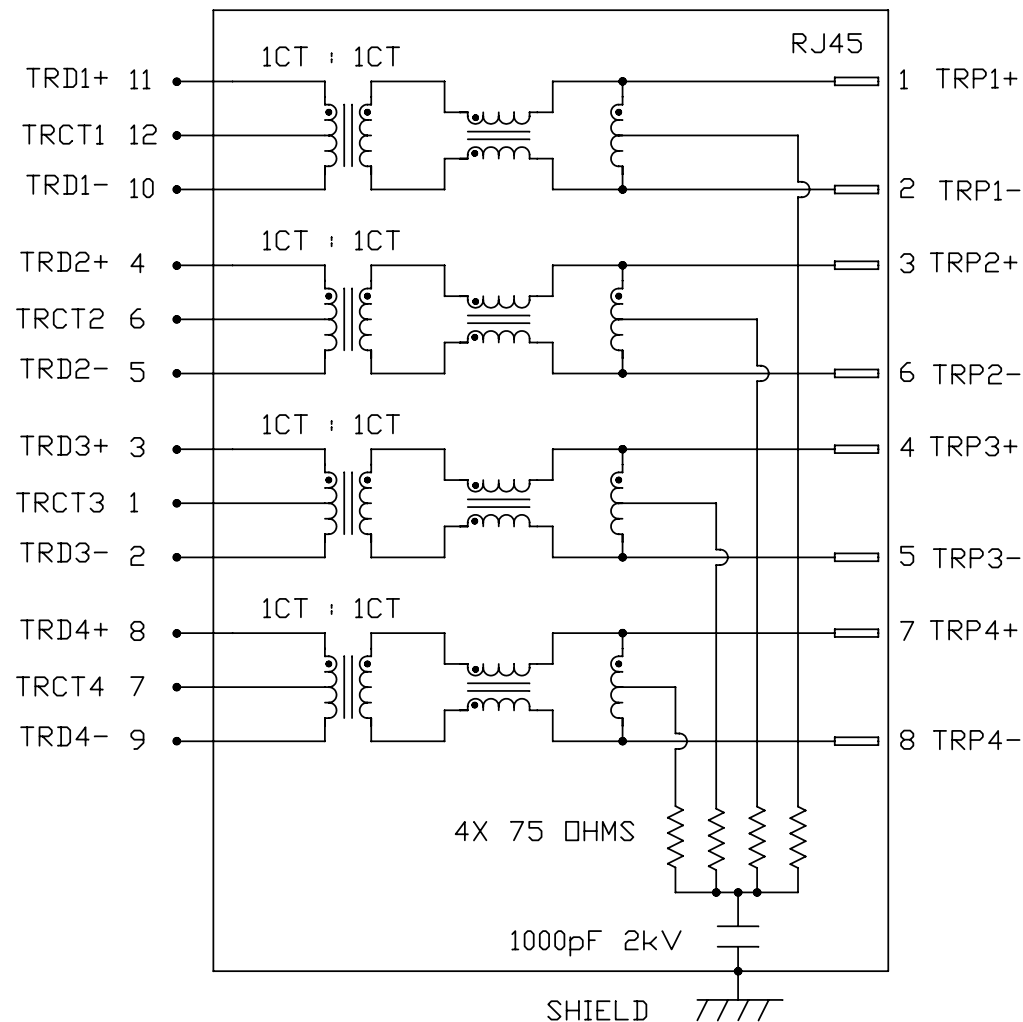 RJ45
1CT : 1CT
TRD1+ 11 1 TRP1+
TRCT1 12
TRD1- 10 2 TRP1-
1CT : 1CT
TRD2+ 4 3 TRP2+
TRCT2 6
TRD2- 5 6 TRP2-
1CT : 1CT
TRD3+ 3 4 TRP3+
TRCT3 1
TRD3- 2 5 TRP3-
1CT : 1CT
TRD4+ 8 7 TRP4+
TRCT4 7
TRD4- 9 8 TRP4-
4X 75 OHMS
1000pF 2kV
SHIELD